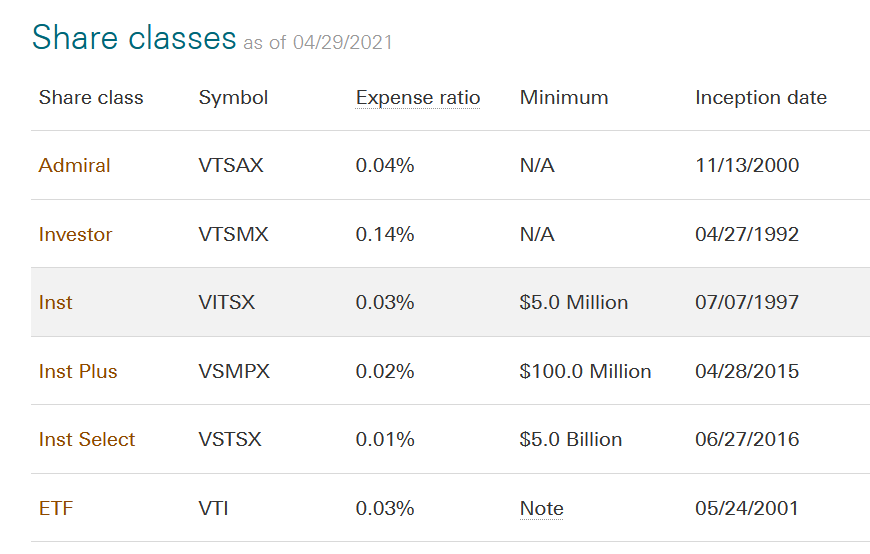 Share classes as of 04/29/2021
Share class Symbol Expense ratio Minimum Inception date
Admiral VTSAX 0.04% N/A 11/13/2000
Investor VTSMX 0.14% N/A 04/27/1992
Inst VITSX 0.03% $5.0 Million 07/07/1997
Inst Plus VSMPX 0.02% $100.0 Million 04/28/2015
Inst Select VSTSX 0.01% $5.0 Billion 06/27/2016
ETF VTI 0.03% Note 05/24/2001